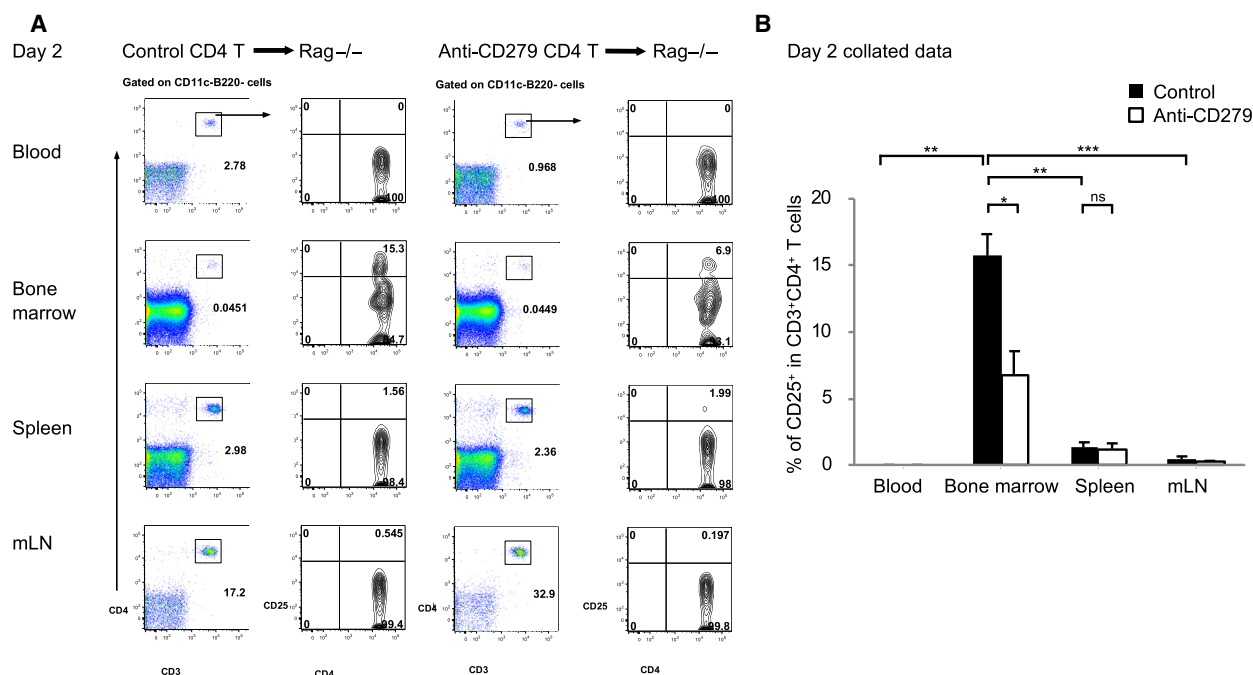 A
Day 2
Control CD4 T Rag–/–
Anti-CD279 CD4 T Rag–/–
Gated on CD11c-B220- cells
Gated on CD11c-B220- cells
Blood
2.78
0 0
0 100
0.968
0 0
0 100
Bone
marrow
0.0451
0 15.3
0 84.7
0.0449
0 6.9
0 93.1
Spleen
2.98
0 1.56
0 98.4
2.36
0 1.99
0 98
mLN
17.2
0 0.545
0 99.4
32.9
0 0.197
0 99.8
CD4
CD25
CD4
CD25
CD3
CD4
CD3
CD4
B
Day 2 collated data
Control
Anti-CD279
** ***
**
* ns
% of CD25+ in CD3+CD4+ T cells
20
15
10
5
0
Blood Bone marrow Spleen mLN